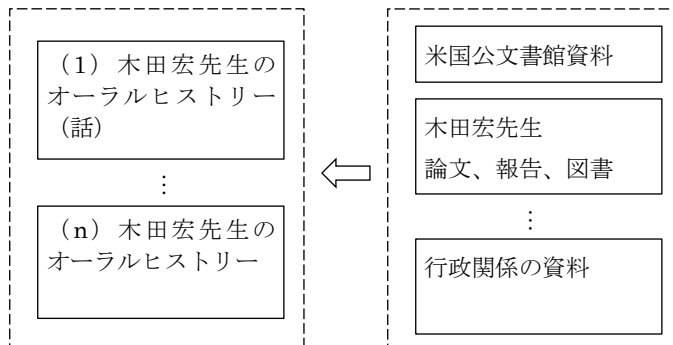 （1）木田宏先生の
オーラルヒストリー
（話）
⋮
（n）木田宏先生の
オーラルヒストリー
米国公文書館資料
木田宏先生
論文、報告、図書
⋮
行政関係の資料